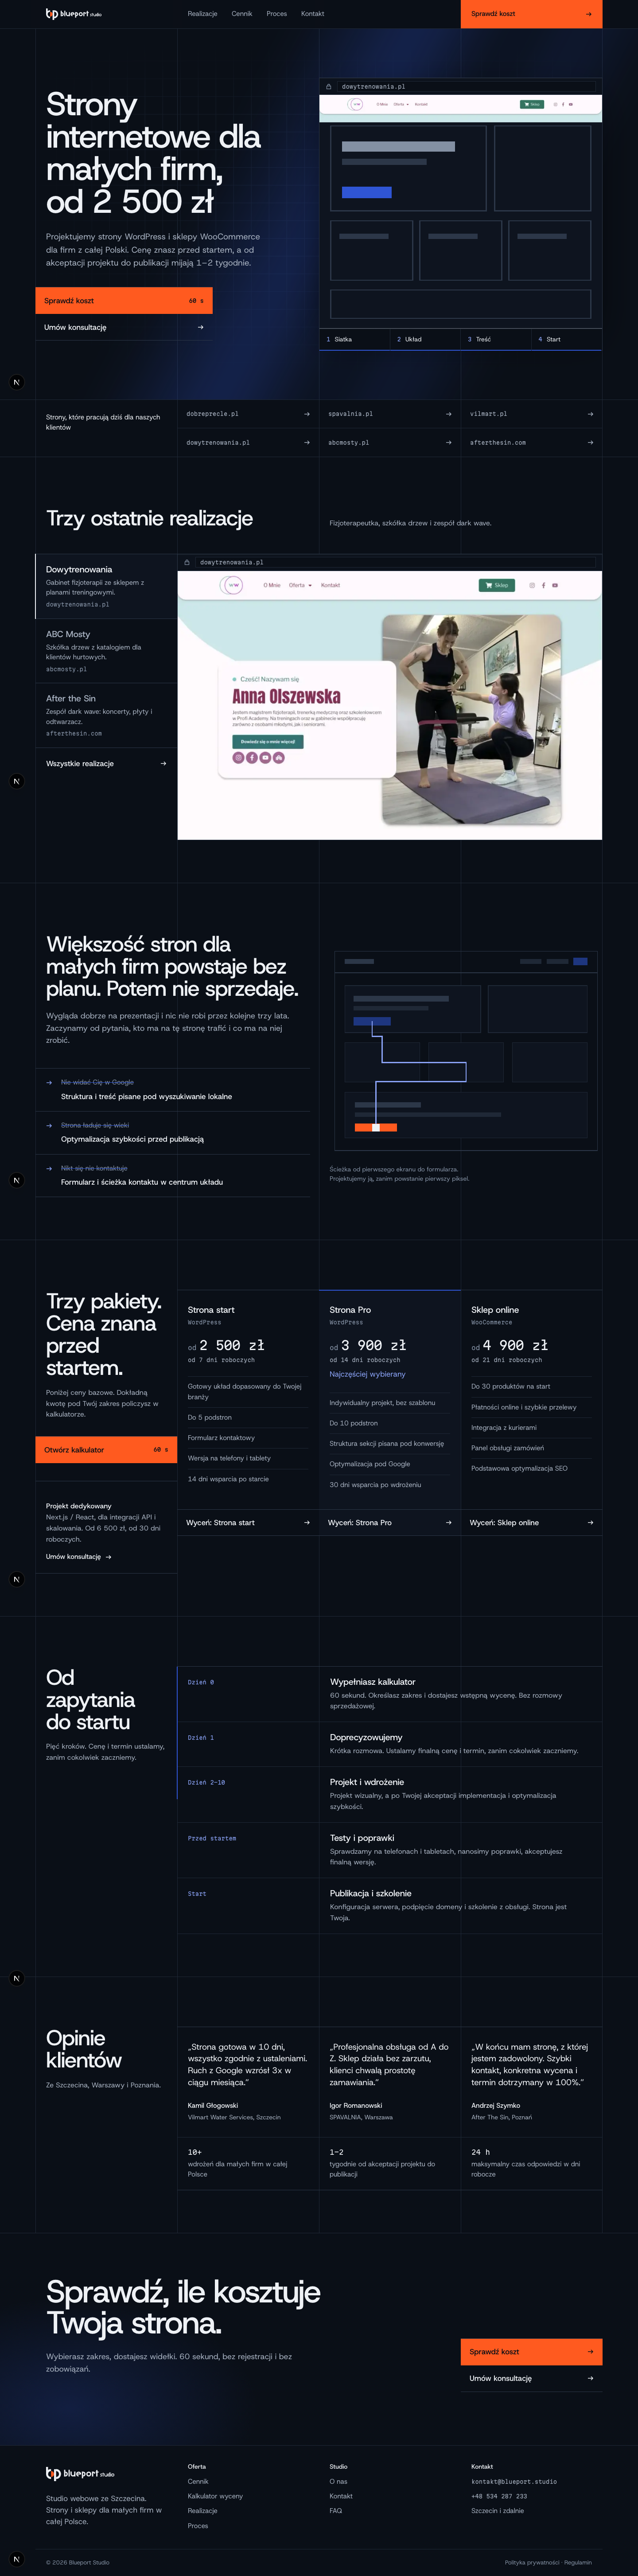 blueport studio
Realizacje Cennik Proces Kontakt
Sprawdź koszt →
Strony
internetowe dla
małych firm,
od 2 500 zł
Projektujemy strony WordPress i sklepy WooCommerce
dla firm z całej Polski. Cenę znasz przed startem, a od
akceptacji projektu do publikacji mijają 1–2 tygodnie.
Sprawdź koszt 60 s
Umów konsultację →
dowytrenowania.pl
O Mnie Oferta Kontakt Sklep
1 Siatka 2 Układ 3 Treść 4 Start
Strony, które pracują dziś dla naszych
klientów
dobreprecle.pl → spavalnia.pl → vilmart.pl →
dowytrenowania.pl → abcmosty.pl → afterthesin.com →
Trzy ostatnie realizacje
Fizjoterapeutka, szkółka drzew i zespół dark wave.
Dowytrenowania
Gabinet fizjoterapii ze sklepem z
planami treningowymi.
dowytrenowania.pl
ABC Mosty
Szkółka drzew z katalogiem dla
klientów hurtowych.
abcmosty.pl
After the Sin
Zespół dark wave: koncerty, płyty i
odtwarzacz.
afterthesin.com
Wszystkie realizacje →
dowytrenowania.pl
O Mnie Oferta Kontakt Sklep
Cześć! Nazywam się
Anna Olszewska
Jestem magistrem fizjoterapii, trenerką medyczną oraz szkoleniowcem
w Profi Academy. Na treningach oraz w gabinecie współpracuję
zarówno z osobami młodymi, jak i seniorami.
Dowiedz się o mnie więcej!
Większość stron dla
małych firm powstaje bez
planu. Potem nie sprzedaje.
Wygląda dobrze na prezentacji i nic nie robi przez kolejne trzy lata.
Zaczynamy od pytania, kto ma na tę stronę trafić i co ma na niej
zrobić.
→ Nie widać Cię w Google
Struktura i treść pisane pod wyszukiwanie lokalne
→ Strona ładuje się wieki
Optymalizacja szybkości przed publikacją
→ Nikt się nie kontaktuje
Formularz i ścieżka kontaktu w centrum układu
Ścieżka od pierwszego ekranu do formularza.
Projektujemy ją, zanim powstanie pierwszy piksel.
Trzy pakiety.
Cena znana
przed
startem.
Poniżej ceny bazowe. Dokładną
kwotę pod Twój zakres policzysz w
kalkulatorze.
Otwórz kalkulator 60 s
Projekt dedykowany
Next.js / React, dla integracji API i
skalowania. Od 6 500 zł, od 30 dni
roboczych.
Umów konsultację →
Strona start
WordPress
od 2 500 zł
od 7 dni roboczych
Gotowy układ dopasowany do Twojej
branży
Do 5 podstron
Formularz kontaktowy
Wersja na telefony i tablety
14 dni wsparcia po starcie
Wyceń: Strona start →
Strona Pro
WordPress
od 3 900 zł
od 14 dni roboczych
Najczęściej wybierany
Indywidualny projekt, bez szablonu
Do 10 podstron
Struktura sekcji pisana pod konwersję
Optymalizacja pod Google
30 dni wsparcia po wdrożeniu
Wyceń: Strona Pro →
Sklep online
WooCommerce
od 4 900 zł
od 21 dni roboczych
Do 30 produktów na start
Płatności online i szybkie przelewy
Integracja z kurierami
Panel obsługi zamówień
Podstawowa optymalizacja SEO
Wyceń: Sklep online →
Od
zapytania
do startu
Pięć kroków. Cenę i termin ustalamy,
zanim cokolwiek zaczniemy.
Dzień 0
Wypełniasz kalkulator
60 sekund. Określasz zakres i dostajesz wstępną wycenę. Bez rozmowy
sprzedażowej.
Dzień 1
Doprecyzowujemy
Krótka rozmowa. Ustalamy finalną cenę i termin, zanim cokolwiek zaczniemy.
Dzień 2–10
Projekt i wdrożenie
Projekt wizualny, a po Twojej akceptacji implementacja i optymalizacja
szybkości.
Przed startem
Testy i poprawki
Sprawdzamy na telefonach i tabletach, nanosimy poprawki, akceptujesz
finalną wersję.
Start
Publikacja i szkolenie
Konfiguracja serwera, podpięcie domeny i szkolenie z obsługi. Strona jest
Twoja.
Opinie
klientów
Ze Szczecina, Warszawy i Poznania.
„Strona gotowa w 10 dni,
wszystko zgodnie z ustaleniami.
Ruch z Google wzrósł 3x w
ciągu miesiąca.”
Kamil Głogowski
Vilmart Water Services, Szczecin
„Profesjonalna obsługa od A do
Z. Sklep działa bez zarzutu,
klienci chwalą prostotę
zamawiania.”
Igor Romanowski
SPAVALNIA, Warszawa
„W końcu mam stronę, z której
jestem zadowolony. Szybki
kontakt, konkretna wycena i
termin dotrzymany w 100%.”
Andrzej Szymko
After The Sin, Poznań
10+
wdrożeń dla małych firm w całej
Polsce
1–2
tygodnie od akceptacji projektu do
publikacji
24 h
maksymalny czas odpowiedzi w dni
robocze
Sprawdź, ile kosztuje
Twoja strona.
Wybierasz zakres, dostajesz widełki. 60 sekund, bez rejestracji i bez
zobowiązań.
Sprawdź koszt →
Umów konsultację →
blueport studio
Studio webowe ze Szczecina.
Strony i sklepy dla małych firm w
całej Polsce.
Oferta
Cennik
Kalkulator wyceny
Realizacje
Proces
Studio
O nas
Kontakt
FAQ
Kontakt
kontakt@blueport.studio
+48 534 287 233
Szczecin i zdalnie
© 2026 Blueport Studio
Polityka prywatności · Regulamin